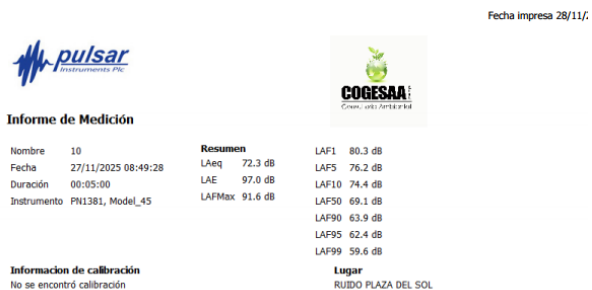 Fecha impresa 28/11/2
pulsar
Instruments Plc
COGESAA
Informe de Medición
Nombre 10
Fecha 27/11/2025 08:49:28
Duración 00:05:00
Instrumento PN1381, Model_45
Resumen
LAeq 72.3 dB
LAE 97.0 dB
LAFMax 91.6 dB
LAF1 80.3 dB
LAF5 76.2 dB
LAF10 74.4 dB
LAF50 69.1 dB
LAF90 63.9 dB
LAF95 62.4 dB
LAF99 59.6 dB
Informacion de calibración
No se encontró calibración
Lugar
RUIDO PLAZA DEL SOL